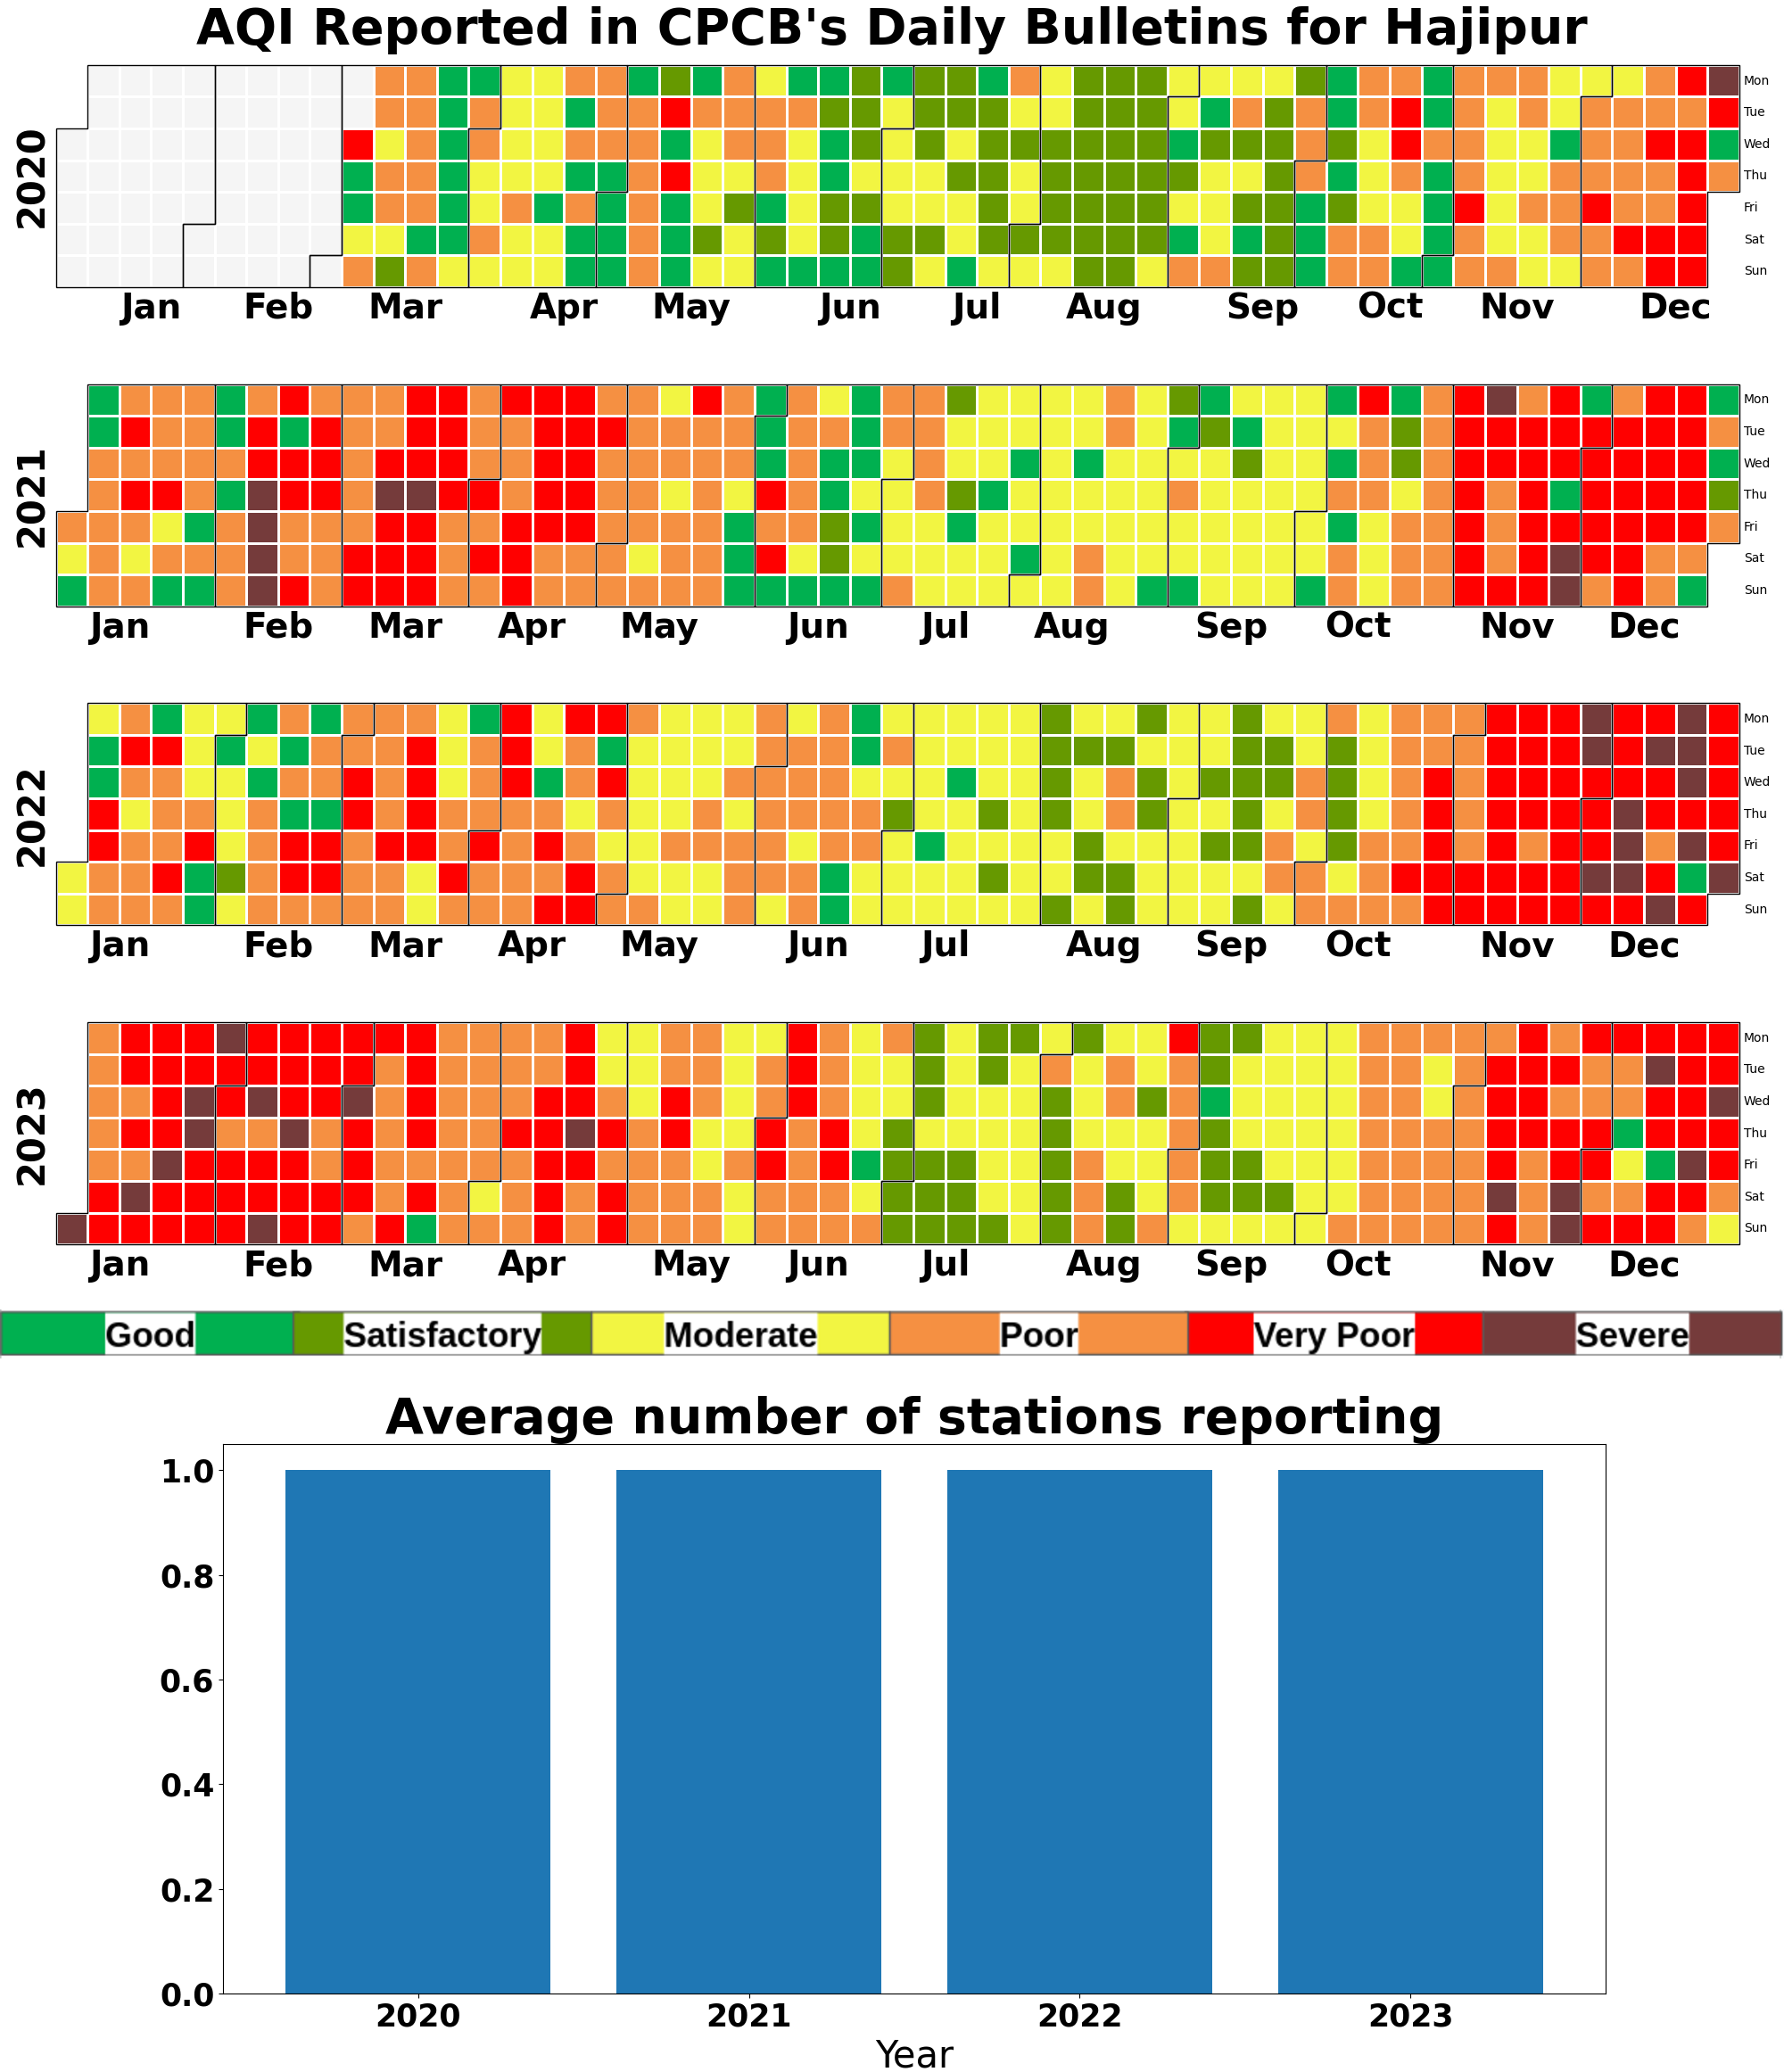 AQI Reported in CPCB's Daily Bulletins for Hajipur
2020
Mon
Tue
Wed
Thu
Fri
Sat
Sun
Jan Feb Mar Apr May Jun Jul Aug Sep Oct Nov Dec
2021
Mon
Tue
Wed
Thu
Fri
Sat
Sun
Jan Feb Mar Apr May Jun Jul Aug Sep Oct Nov Dec
2022
Mon
Tue
Wed
Thu
Fri
Sat
Sun
Jan Feb Mar Apr May Jun Jul Aug Sep Oct Nov Dec
2023
Mon
Tue
Wed
Thu
Fri
Sat
Sun
Jan Feb Mar Apr May Jun Jul Aug Sep Oct Nov Dec
Good Satisfactory Moderate Poor Very Poor Severe
Average number of stations reporting
1.0
0.8
0.6
0.4
0.2
0.0
2020 2021 2022 2023
Year